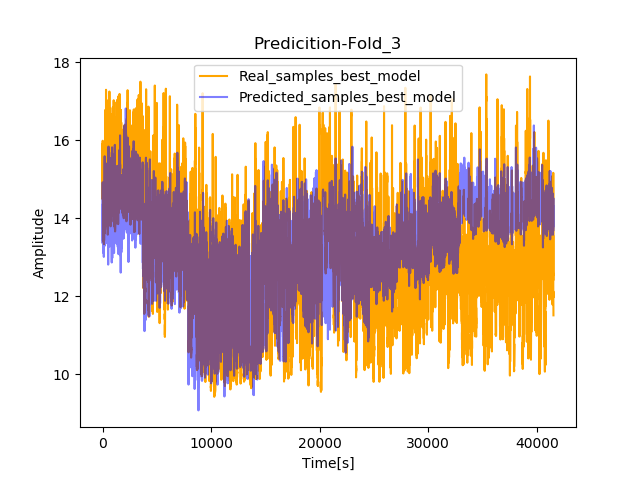 Predicition-Fold_3
Real_samples_best_model
Predicted_samples_best_model
Amplitude
18
16
14
12
10
0 10000 20000 30000 40000
Time[s]